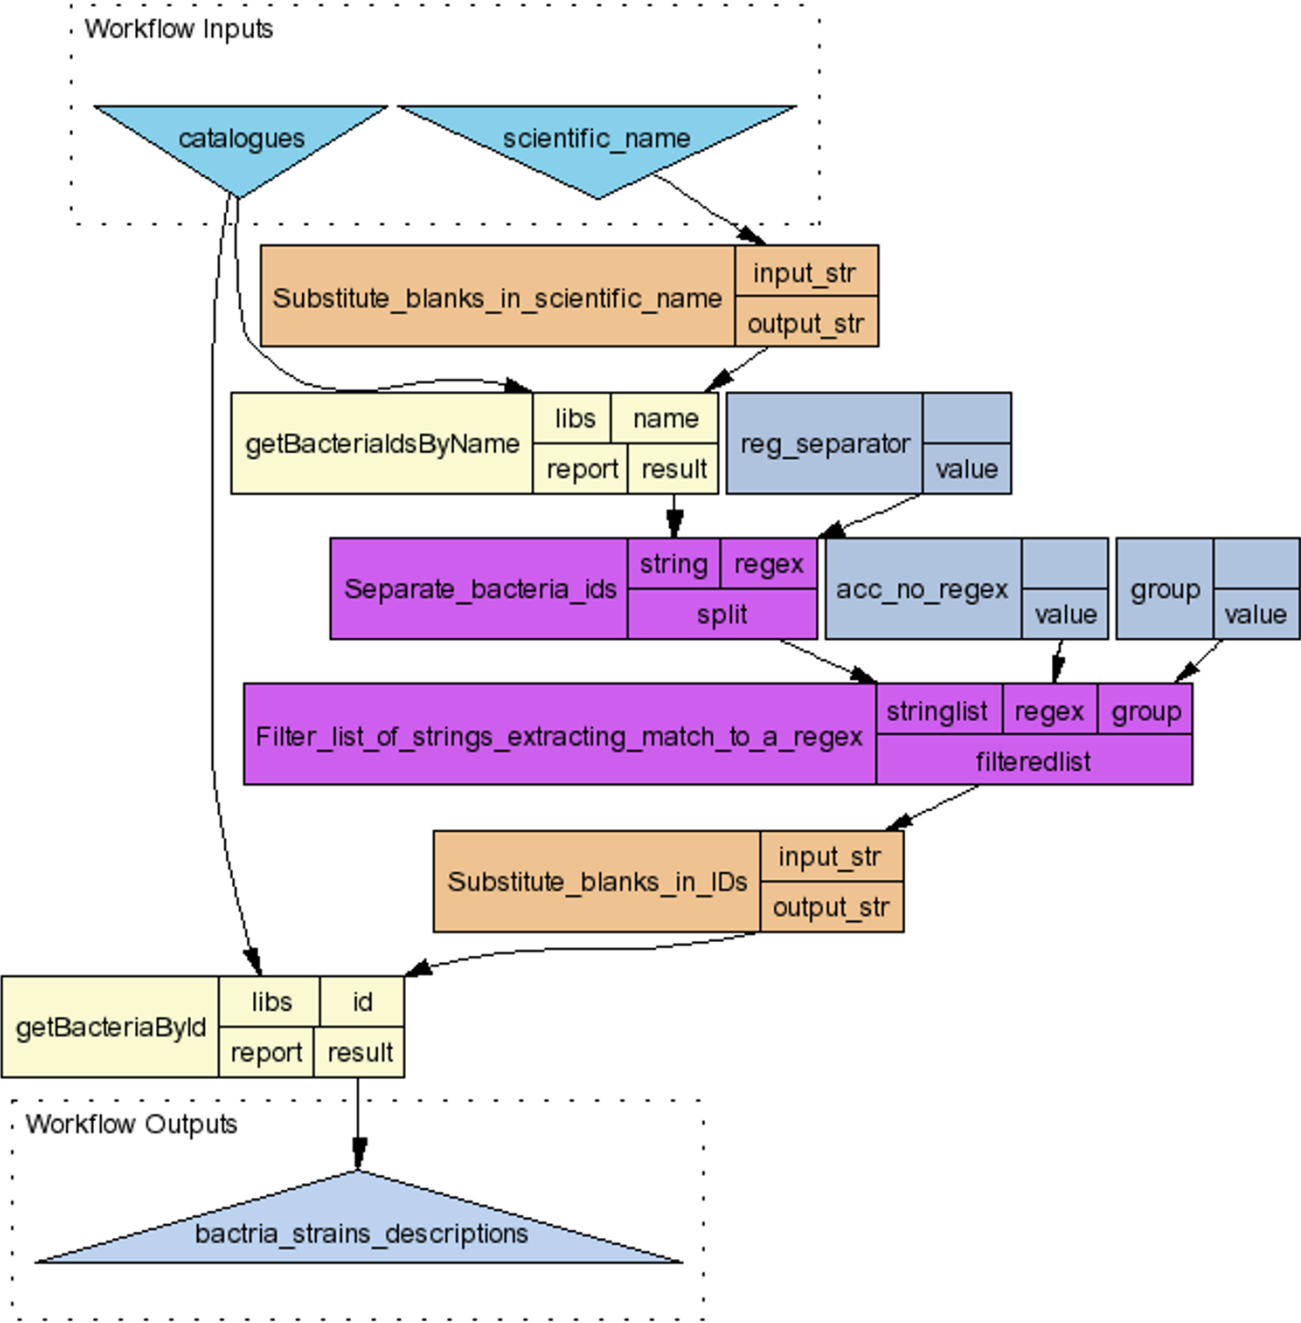 Workflow Inputs
catalogues
scientific_name
Substitute_blanks_in_scientific_name
input_str
output_str
getBacteriaIdsByName
libs
name
report
result
reg_separator
value
Separate_bacteria_ids
string
regex
split
acc_no_regex
value
group
value
Filter_list_of_strings_extracting_match_to_a_regex
stringlist
regex
group
filteredlist
Substitute_blanks_in_IDs
input_str
output_str
getBacteriaById
libs
id
report
result
Workflow Outputs
bactria_strains_descriptions